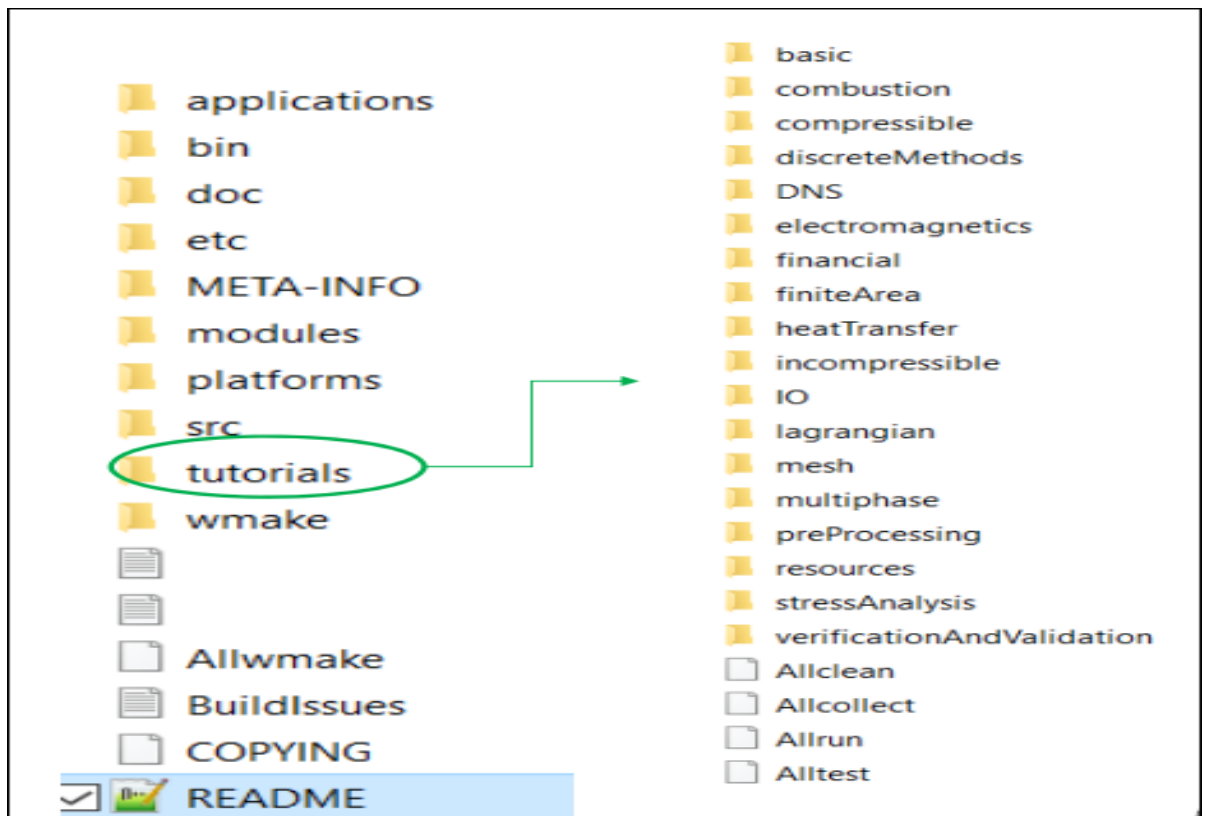 applications
bin
doc
etc
META-INFO
modules
platforms
src
tutorials
wmake
Allwmake
BuildIssues
COPYING
README
basic
combustion
compressible
discreteMethods
DNS
electromagnetics
financial
finiteArea
heatTransfer
incompressible
IO
lagrangian
mesh
multiphase
preProcessing
resources
stressAnalysis
verificationAndValidation
Allclean
Allcollect
Allrun
Alltest